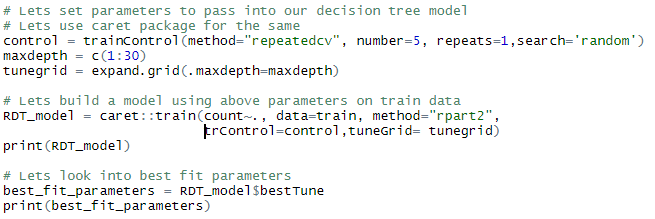 # Lets set parameters to pass into our decision tree model
# Lets use caret package for the same
control = trainControl(method="repeatedcv", number=5, repeats=1,search='random')
maxdepth = c(1:30)
tunegrid = expand.grid(.maxdepth=maxdepth)
# Lets build a model using above parameters on train data
RDT_model = caret::train(count~., data=train, method="rpart2",
trControl=control,tuneGrid= tunegrid)
print(RDT_model)
# Lets look into best fit parameters
best_fit_parameters = RDT_model$bestTune
print(best_fit_parameters)